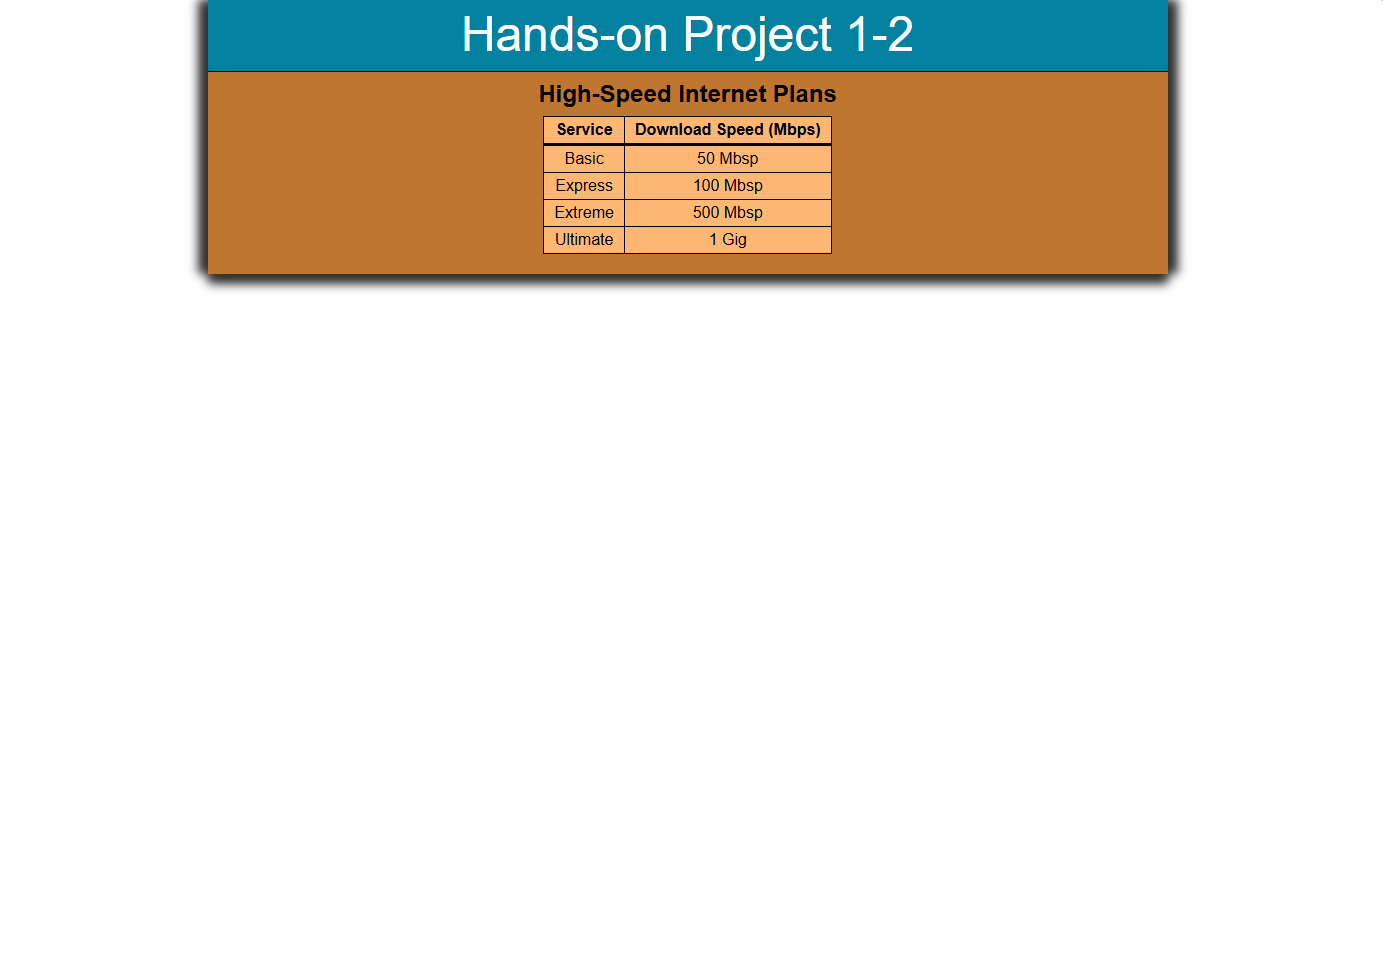 Hands-on Project 1-2
High-Speed Internet Plans
Service Download Speed (Mbps)
Basic 50 Mbsp
Express 100 Mbsp
Extreme 500 Mbsp
Ultimate 1 Gig